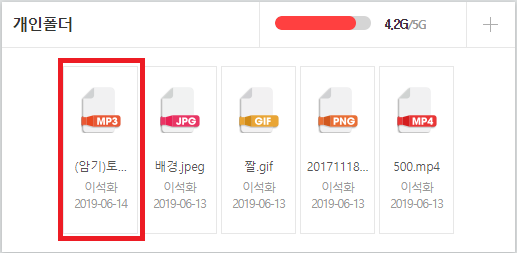 개인폴더
4.2G/5G
MP3
JPG
GIF
PNG
MP4
(암기)토...
배경.jpeg
짤.gif
20171118...
500.mp4
이석화
이석화
이석화
이석화
이석화
2019-06-14
2019-06-13
2019-06-13
2019-06-13
2019-06-13